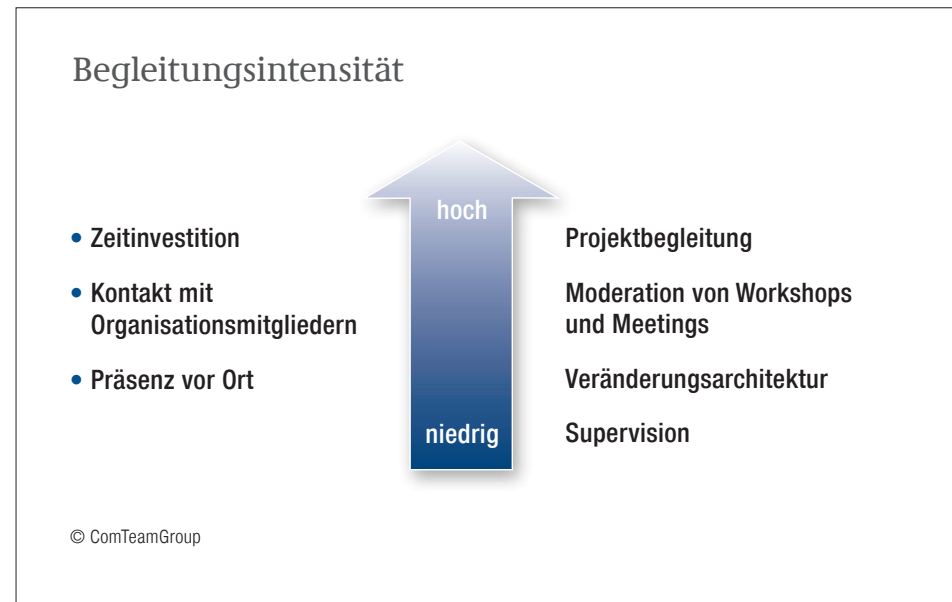 Begleitungsintensität
• Zeitinvestition
• Kontakt mit
Organisationsmitgliedern
• Präsenz vor Ort
hoch
niedrig
Projektbegleitung
Moderation von Workshops
und Meetings
Veränderungsarchitektur
Supervision
© ComTeamGroup